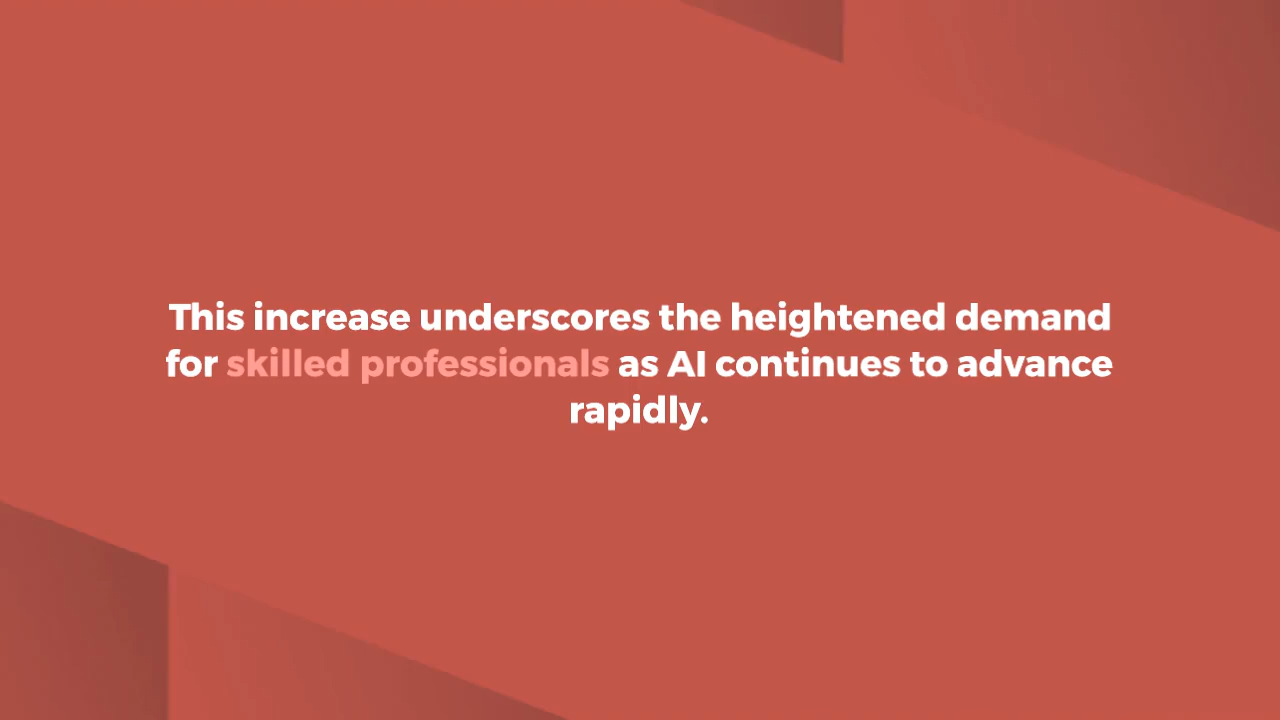 This increase underscores the heightened demand
for skilled professionals as AI continues to advance
rapidly.